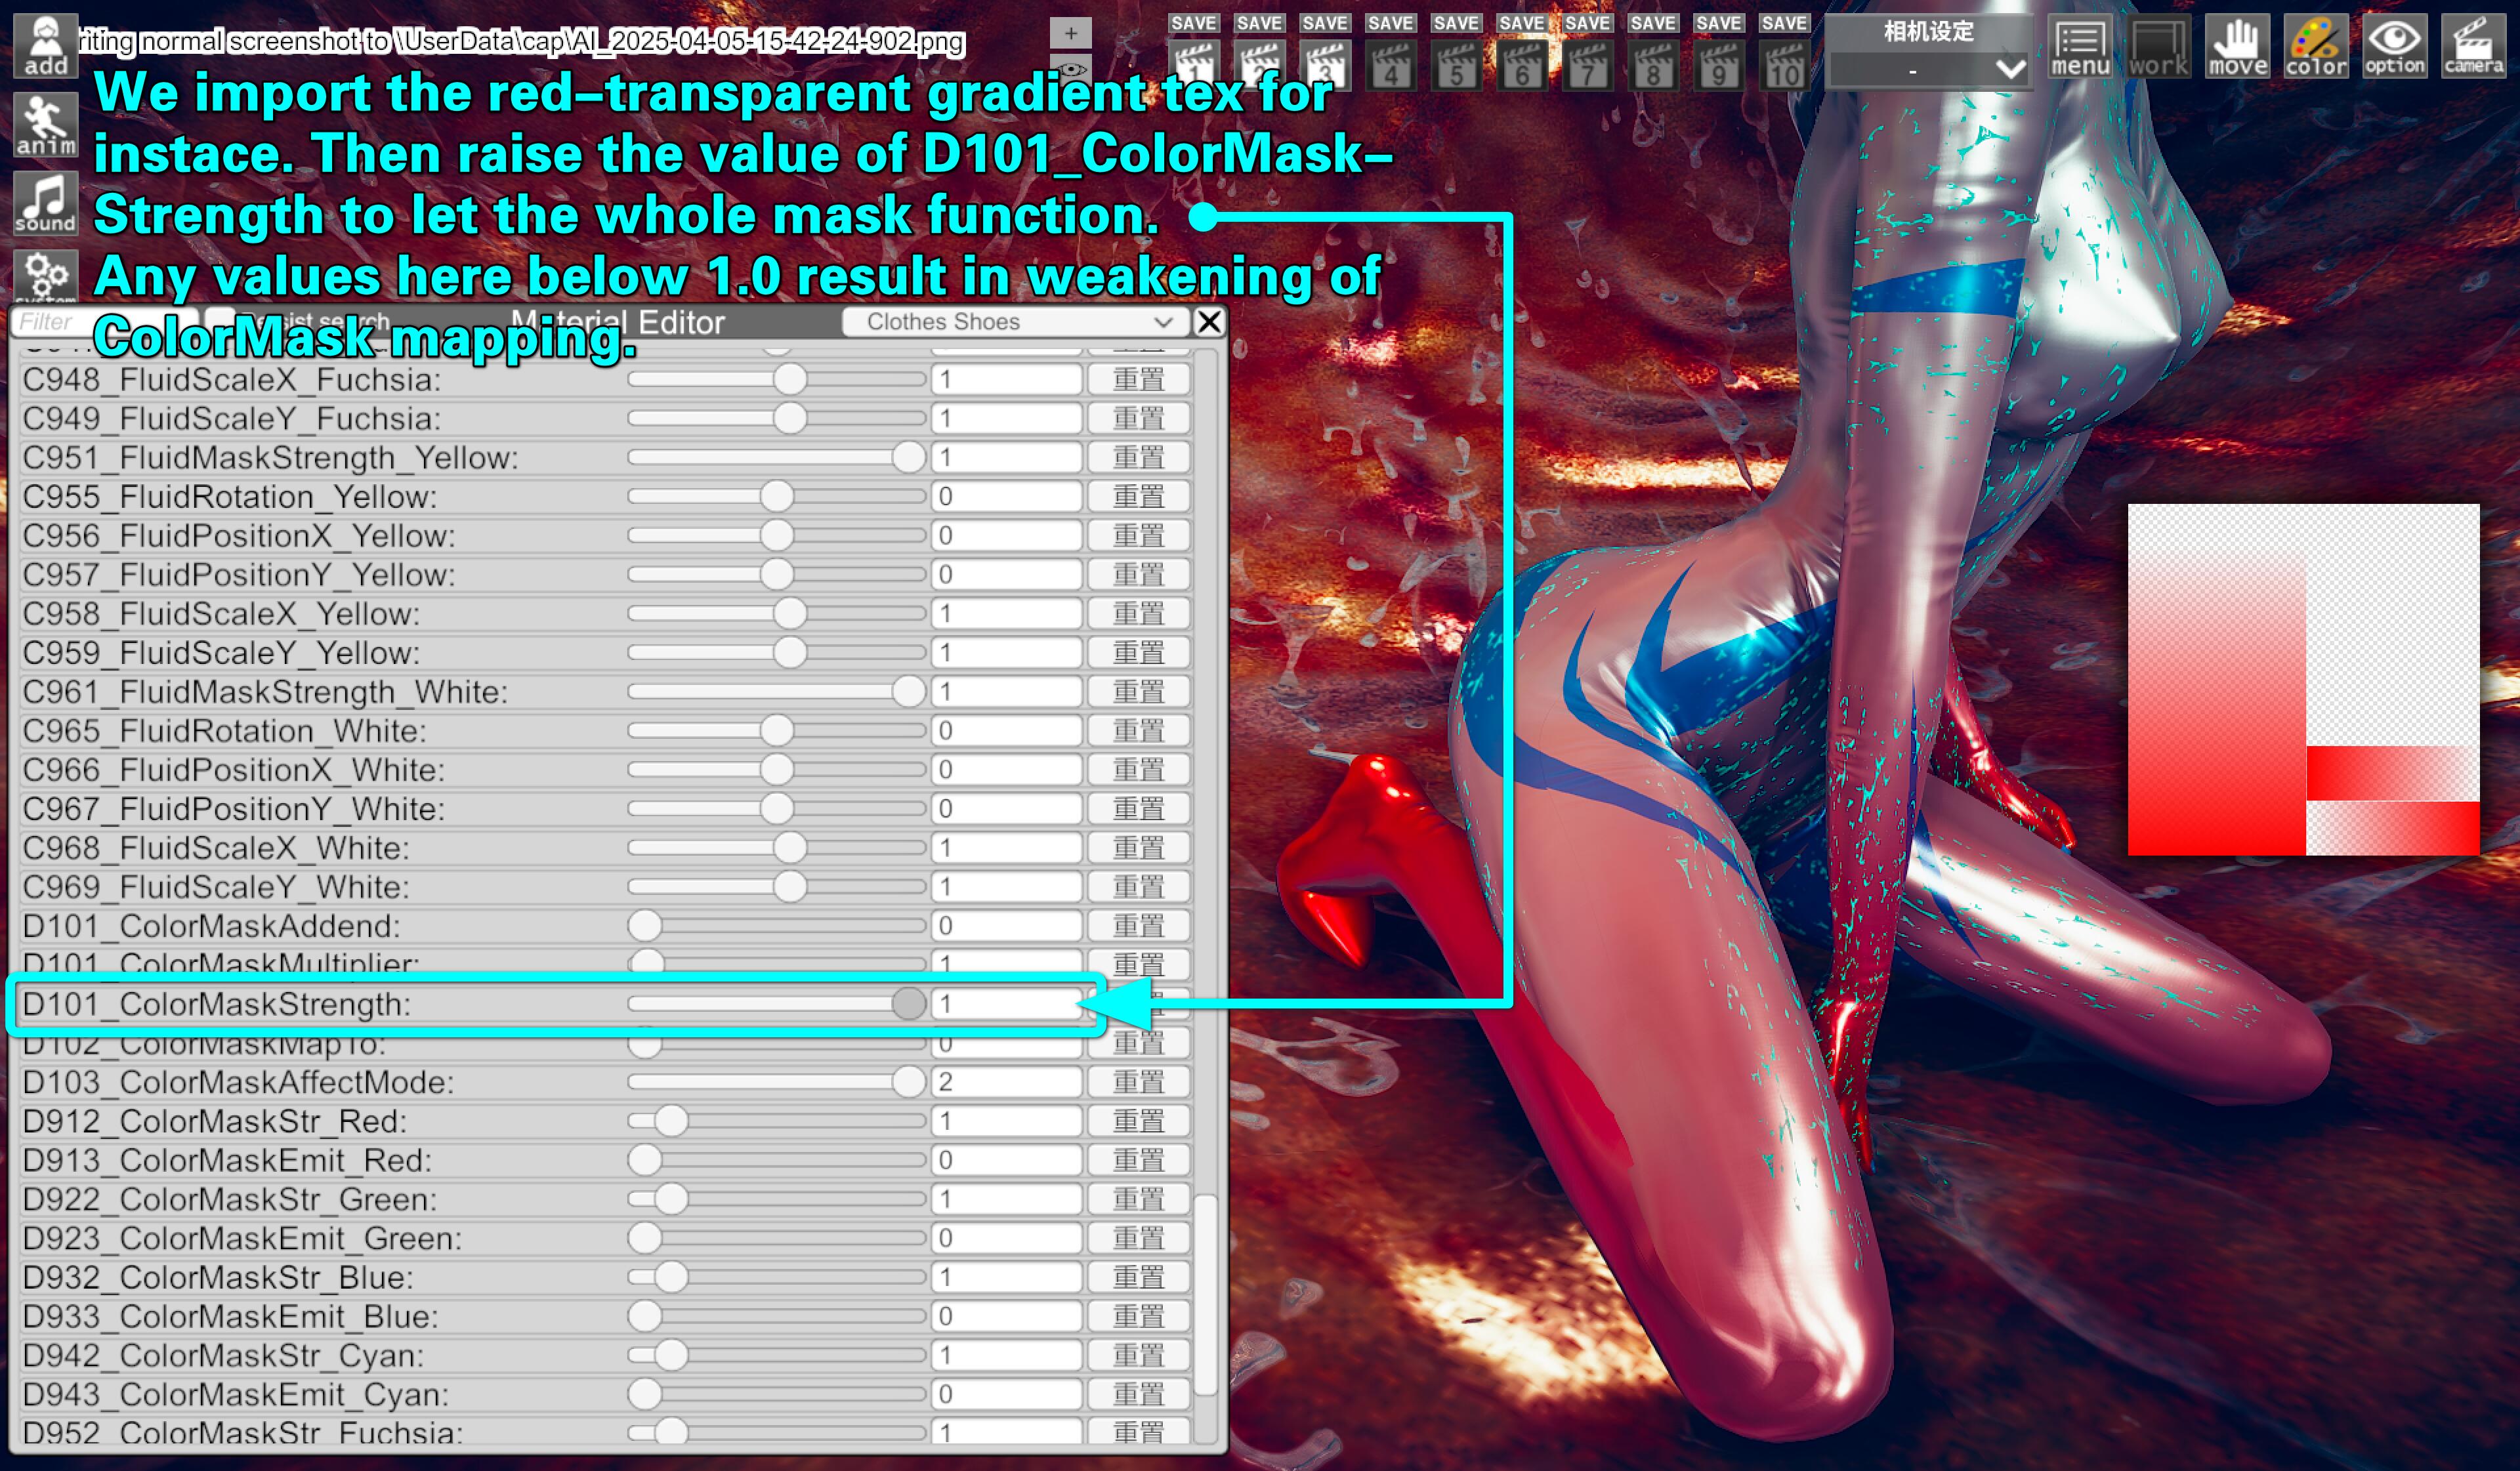 add
riting normal screenshot to \UserData\cap\AI_2025-04-05-15-42-24-902.png
+
SAVE SAVE SAVE SAVE SAVE SAVE SAVE SAVE SAVE SAVE
1 2 3 4 5 6 7 8 9 10
相机设定
-
menu work move color option camera
anim
sound
system
We import the red-transparent gradient tex for
instace. Then raise the value of D101_ColorMask-
Strength to let the whole mask function.
Any values here below 1.0 result in weakening of
ColorMask mapping.
Filter
search
Material Editor
Clothes Shoes
X
C948_FluidScaleX_Fuchsia: 1 重置
C949_FluidScaleY_Fuchsia: 1 重置
C951_FluidMaskStrength_Yellow: 1 重置
C955_FluidRotation_Yellow: 0 重置
C956_FluidPositionX_Yellow: 0 重置
C957_FluidPositionY_Yellow: 0 重置
C958_FluidScaleX_Yellow: 1 重置
C959_FluidScaleY_Yellow: 1 重置
C961_FluidMaskStrength_White: 1 重置
C965_FluidRotation_White: 0 重置
C966_FluidPositionX_White: 0 重置
C967_FluidPositionY_White: 0 重置
C968_FluidScaleX_White: 1 重置
C969_FluidScaleY_White: 1 重置
D101_ColorMaskAddend: 0 重置
D101_ColorMaskMultiplier: 1 重置
D101_ColorMaskStrength: 1
D102_ColorMaskMapTo: 0 重置
D103_ColorMaskAffectMode: 2 重置
D912_ColorMaskStr_Red: 1 重置
D913_ColorMaskEmit_Red: 0 重置
D922_ColorMaskStr_Green: 1 重置
D923_ColorMaskEmit_Green: 0 重置
D932_ColorMaskStr_Blue: 1 重置
D933_ColorMaskEmit_Blue: 0 重置
D942_ColorMaskStr_Cyan: 1 重置
D943_ColorMaskEmit_Cyan: 0 重置
D952_ColorMaskStr_Fuchsia: 1 重置